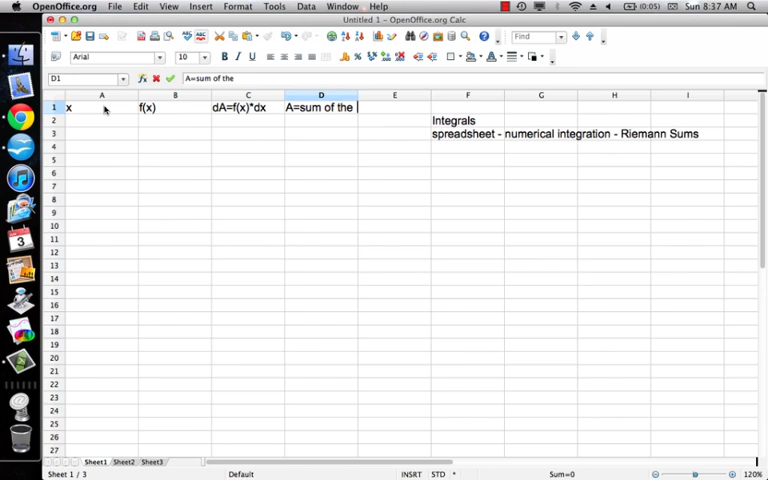 OpenOffice.org File Edit View Insert Format Tools Data Window Help (0:05) Sun 8:37 AM
Untitled 1 - OpenOffice.org Calc
Find
Arial 10 B I U
D1 A=sum of the
A B C D E F G H I
1 x f(x) dA=f(x)*dx A=sum of the
2 Integrals
3 spreadsheet - numerical integration - Riemann Sums
4
5
6
7
8
9
10
11
12
13
14
15
16
17
18
19
20
21
22
23
24
25
26
27
Sheet1 Sheet2 Sheet3
Sheet 1 / 3 Default INSRT STD * Sum=0 120%